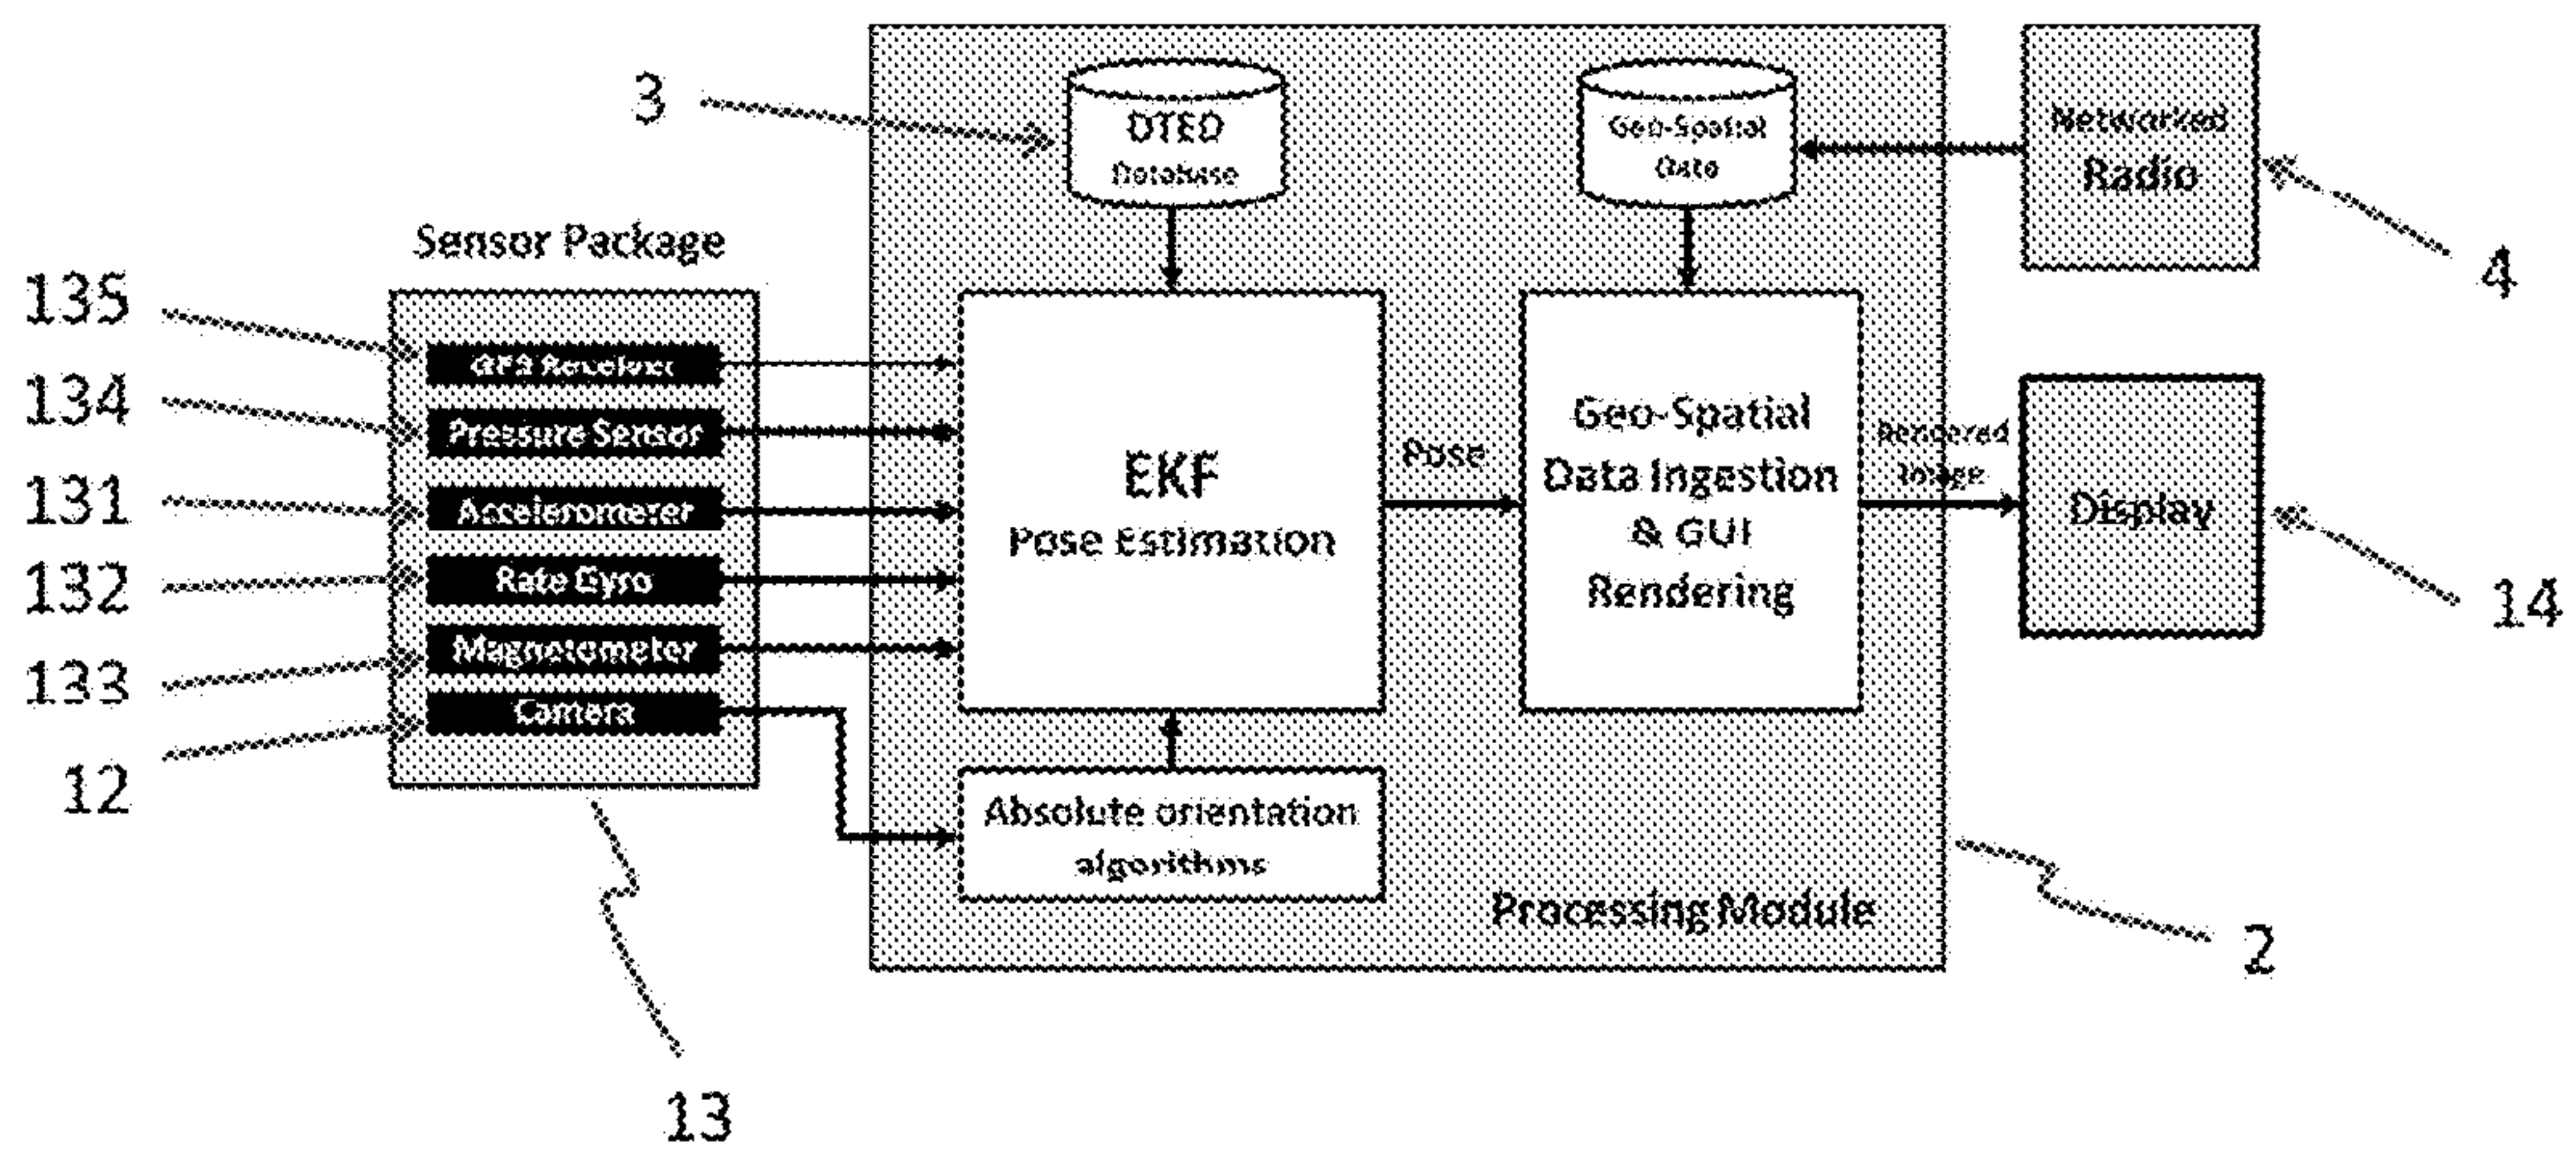 3
DTED
Database
Geo-Spatial
Data
Networked
Radio
4
Sensor Package
135
GPS Receiver
134
Pressure Sensor
131
Accelerometer
132
Rate Gyro
133
Magnetometer
12
Camera
13
EKF
Pose Estimation
Pose
Geo-Spatial
Data Ingestion
& GUI
Rendering
Rendered
Image
Display
14
Absolute orientation
algorithms
Processing Module
2